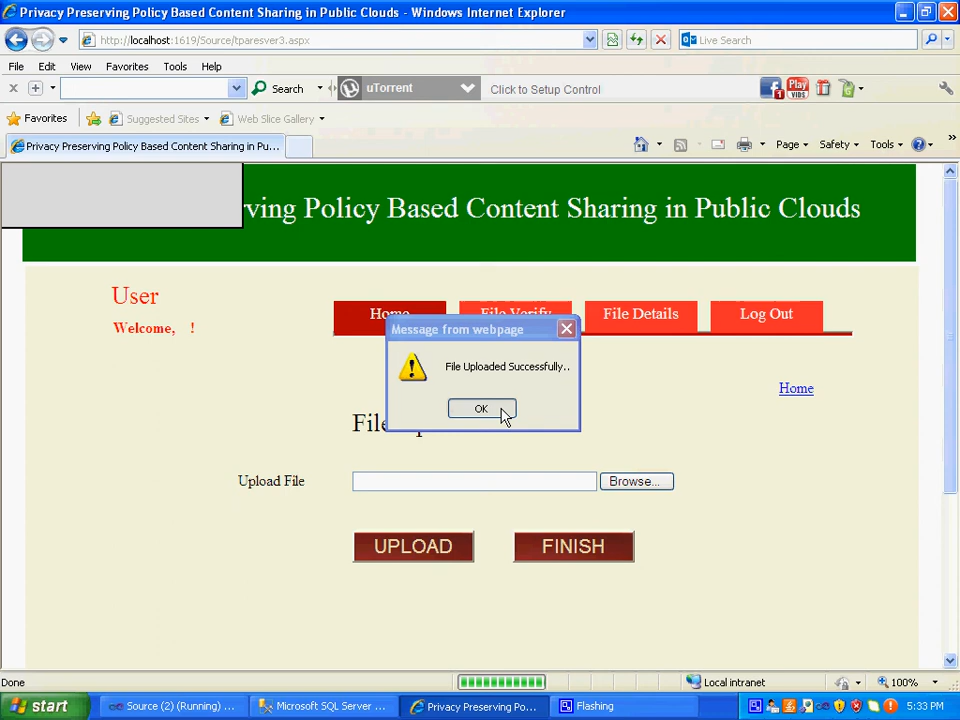 Privacy Preserving Policy Based Content Sharing in Public Clouds - Windows Internet Explorer
http://localhost:1619/Source/tparesver3.aspx
Live Search
File Edit View Favorites Tools Help
Search
uTorrent
Click to Setup Control
1
Play VIDS
Favorites Suggested Sites Web Slice Gallery
Privacy Preserving Policy Based Content Sharing in Pu...
Page Safety Tools
rving Policy Based Content Sharing in Public Clouds
User
Welcome, !
Home File Verify File Details Log Out
Message from webpage
File Uploaded Successfully..
OK
Home
Upload File
Browse...
UPLOAD FINISH
Done
Local intranet
100%
start
Source (2) (Running) ...
Microsoft SQL Server ...
Privacy Preserving Po...
Flashing
5:33 PM